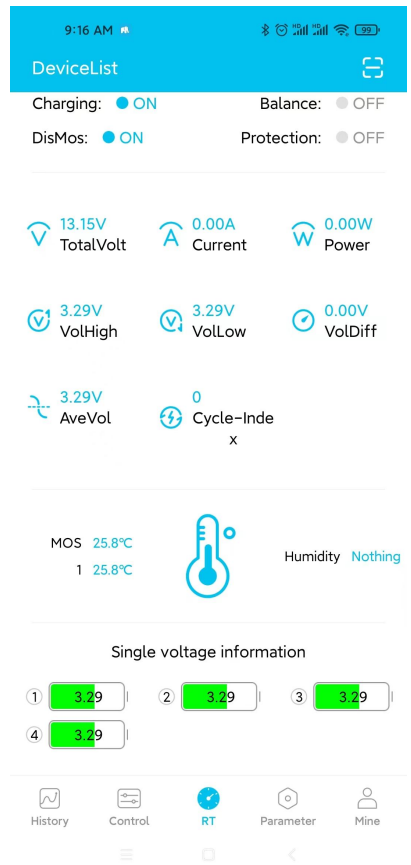 9:16 AM HD HD 99
DeviceList
Charging: ON Balance: OFF
DisMos: ON Protection: OFF
13.15V 0.00A 0.00W
TotalVolt Current Power
3.29V 3.29V 0.00V
VolHigh VolLow VolDiff
3.29V 0
AveVol Cycle-Inde
x
MOS 25.8℃
Humidity Nothing
1 25.8℃
Single voltage information
1 3.29 2 3.29 3 3.29
4 3.29
History Control RT Parameter Mine